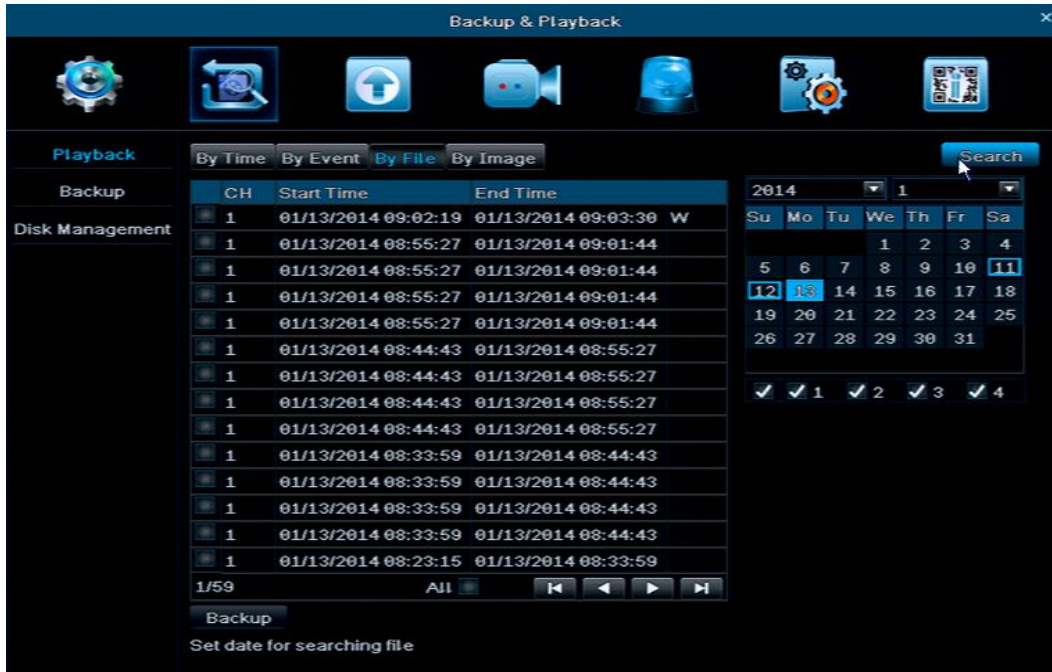 Backup & Playback
Playback
Backup
Disk Management
By Time By Event By File By Image
Search
CH Start Time End Time
1 01/13/2014 09:02:19 01/13/2014 09:03:30 W
1 01/13/2014 08:55:27 01/13/2014 09:01:44
1 01/13/2014 08:55:27 01/13/2014 09:01:44
1 01/13/2014 08:55:27 01/13/2014 09:01:44
1 01/13/2014 08:55:27 01/13/2014 09:01:44
1 01/13/2014 08:44:43 01/13/2014 08:55:27
1 01/13/2014 08:44:43 01/13/2014 08:55:27
1 01/13/2014 08:44:43 01/13/2014 08:55:27
1 01/13/2014 08:44:43 01/13/2014 08:55:27
1 01/13/2014 08:33:59 01/13/2014 08:44:43
1 01/13/2014 08:33:59 01/13/2014 08:44:43
1 01/13/2014 08:33:59 01/13/2014 08:44:43
1 01/13/2014 08:33:59 01/13/2014 08:44:43
1 01/13/2014 08:23:15 01/13/2014 08:33:59
1/59 All
Backup
Set date for searching file
2014 1
Su Mo Tu We Th Fr Sa
1 2 3 4
5 6 7 8 9 10 11
12 13 14 15 16 17 18
19 20 21 22 23 24 25
26 27 28 29 30 31
1 2 3 4